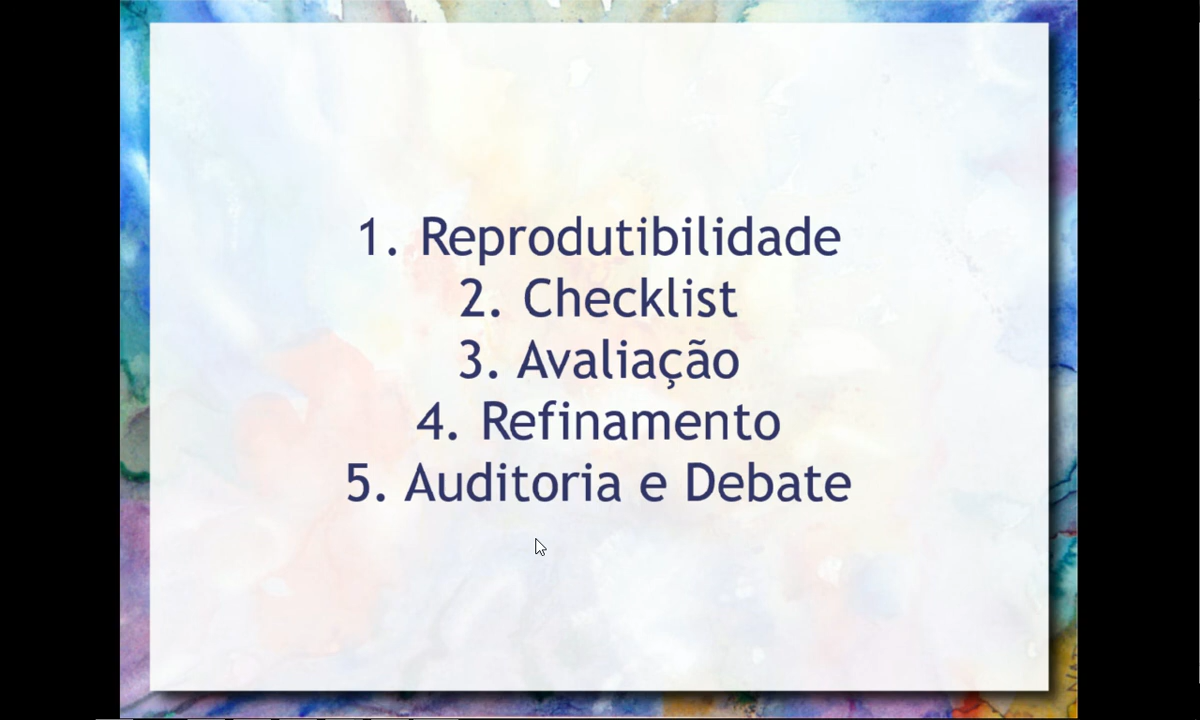 1. Reprodutibilidade
2. Checklist
3. Avaliação
4. Refinamento
5. Auditoria e Debate